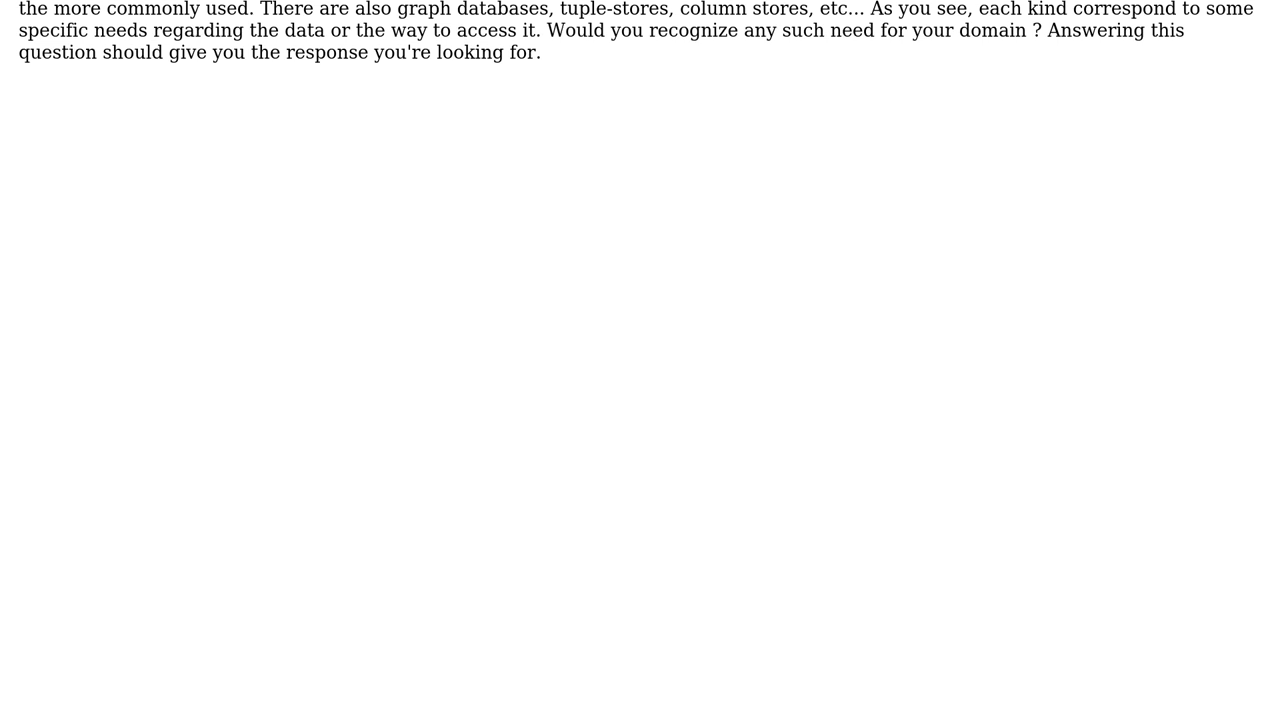 the more commonly used. There are also graph databases, tuple-stores, column stores, etc... As you see, each kind correspond to some
specific needs regarding the data or the way to access it. Would you recognize any such need for your domain ? Answering this
question should give you the response you're looking for.